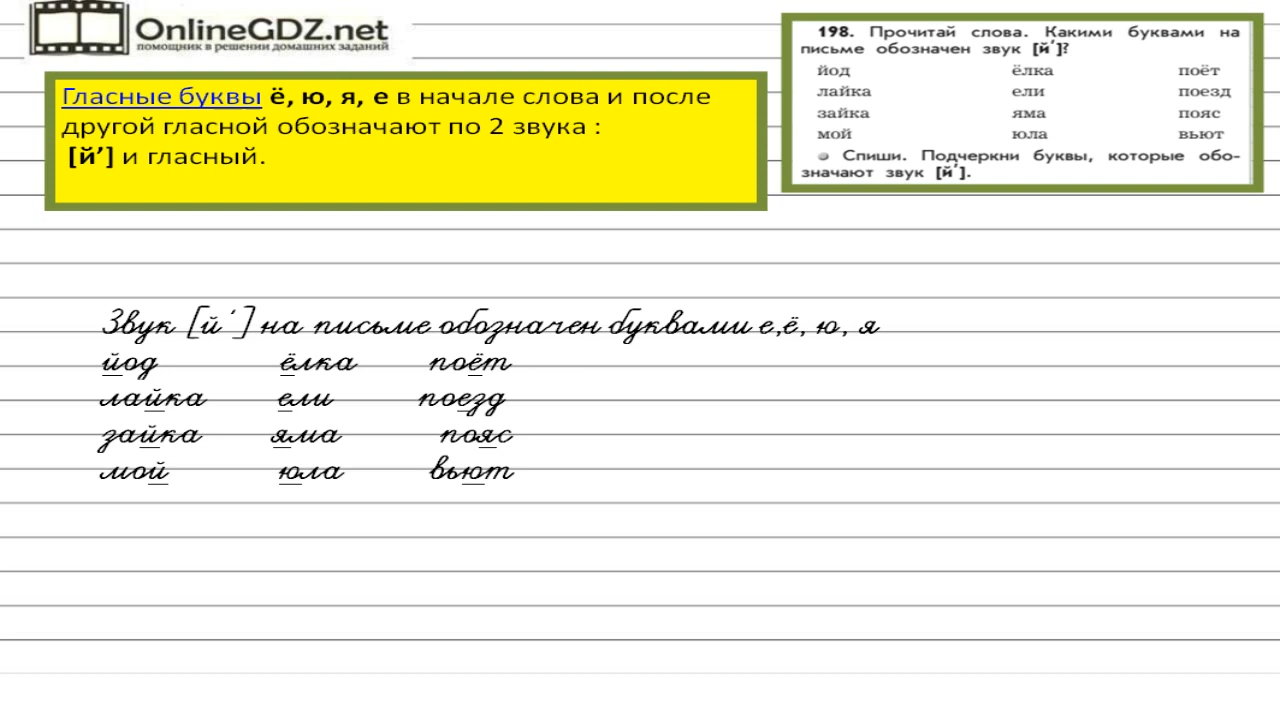 OnlineGDZ.net
помощник в решении домашних заданий
Гласные буквы ё, ю, я, е в начале слова и после
другой гласной обозначают по 2 звука :
[й’] и гласный.
198. Прочитай слова. Какими буквами на
письме обозначен звук [й′]?
йод ёлка поёт
лайка ели поезд
зайка яма пояс
мой юла вьют
Спиши. Подчеркни буквы, которые обо-
значают звук [й′].
Звук [й′] на письме обозначен буквами е,ё, ю, я
йод ёлка поёт
лайка ели поезд
зайка яма пояс
мой юла вьют